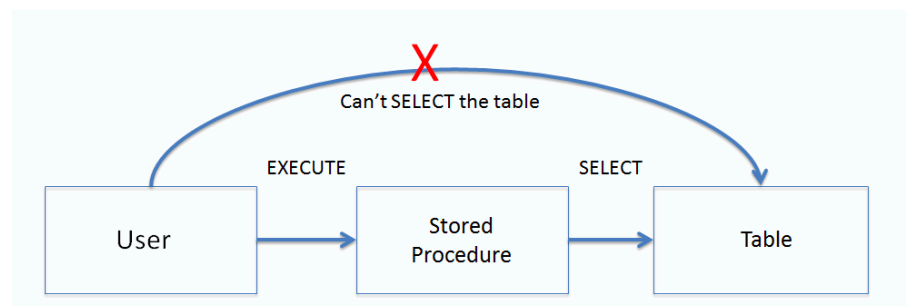 X
Can't SELECT the table
EXECUTE
SELECT
User
Stored
Procedure
Table